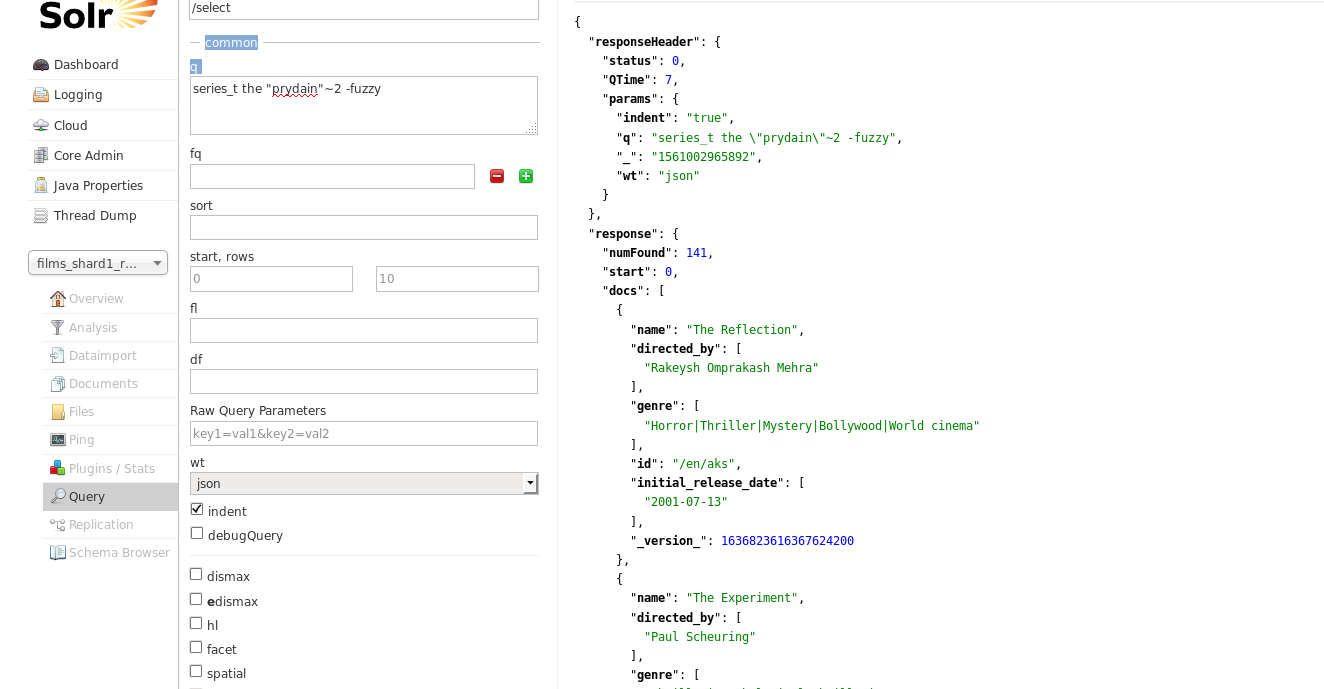 Solr
Dashboard
Logging
Cloud
Core Admin
Java Properties
Thread Dump
films_shard1_r...
Overview
Analysis
Dataimport
Documents
Files
Ping
Plugins / Stats
Query
Replication
Schema Browser
/select
common
q
series_t the "prydain"~2 -fuzzy
fq
sort
start, rows
0 10
fl
df
Raw Query Parameters
key1=val1&key2=val2
wt
json
indent
debugQuery
dismax
edismax
hl
facet
spatial
{
"responseHeader": {
"status": 0,
"QTime": 7,
"params": {
"indent": "true",
"q": "series_t the \"prydain\"~2 -fuzzy",
"_": "1561002965892",
"wt": "json"
}
},
"response": {
"numFound": 141,
"start": 0,
"docs": [
{
"name": "The Reflection",
"directed_by": [
"Rakeysh Omprakash Mehra"
],
"genre": [
"Horror|Thriller|Mystery|Bollywood|World cinema"
],
"id": "/en/aks",
"initial_release_date": [
"2001-07-13"
],
"_version_": 1636823616367624200
},
{
"name": "The Experiment",
"directed_by": [
"Paul Scheuring"
],
"genre": [